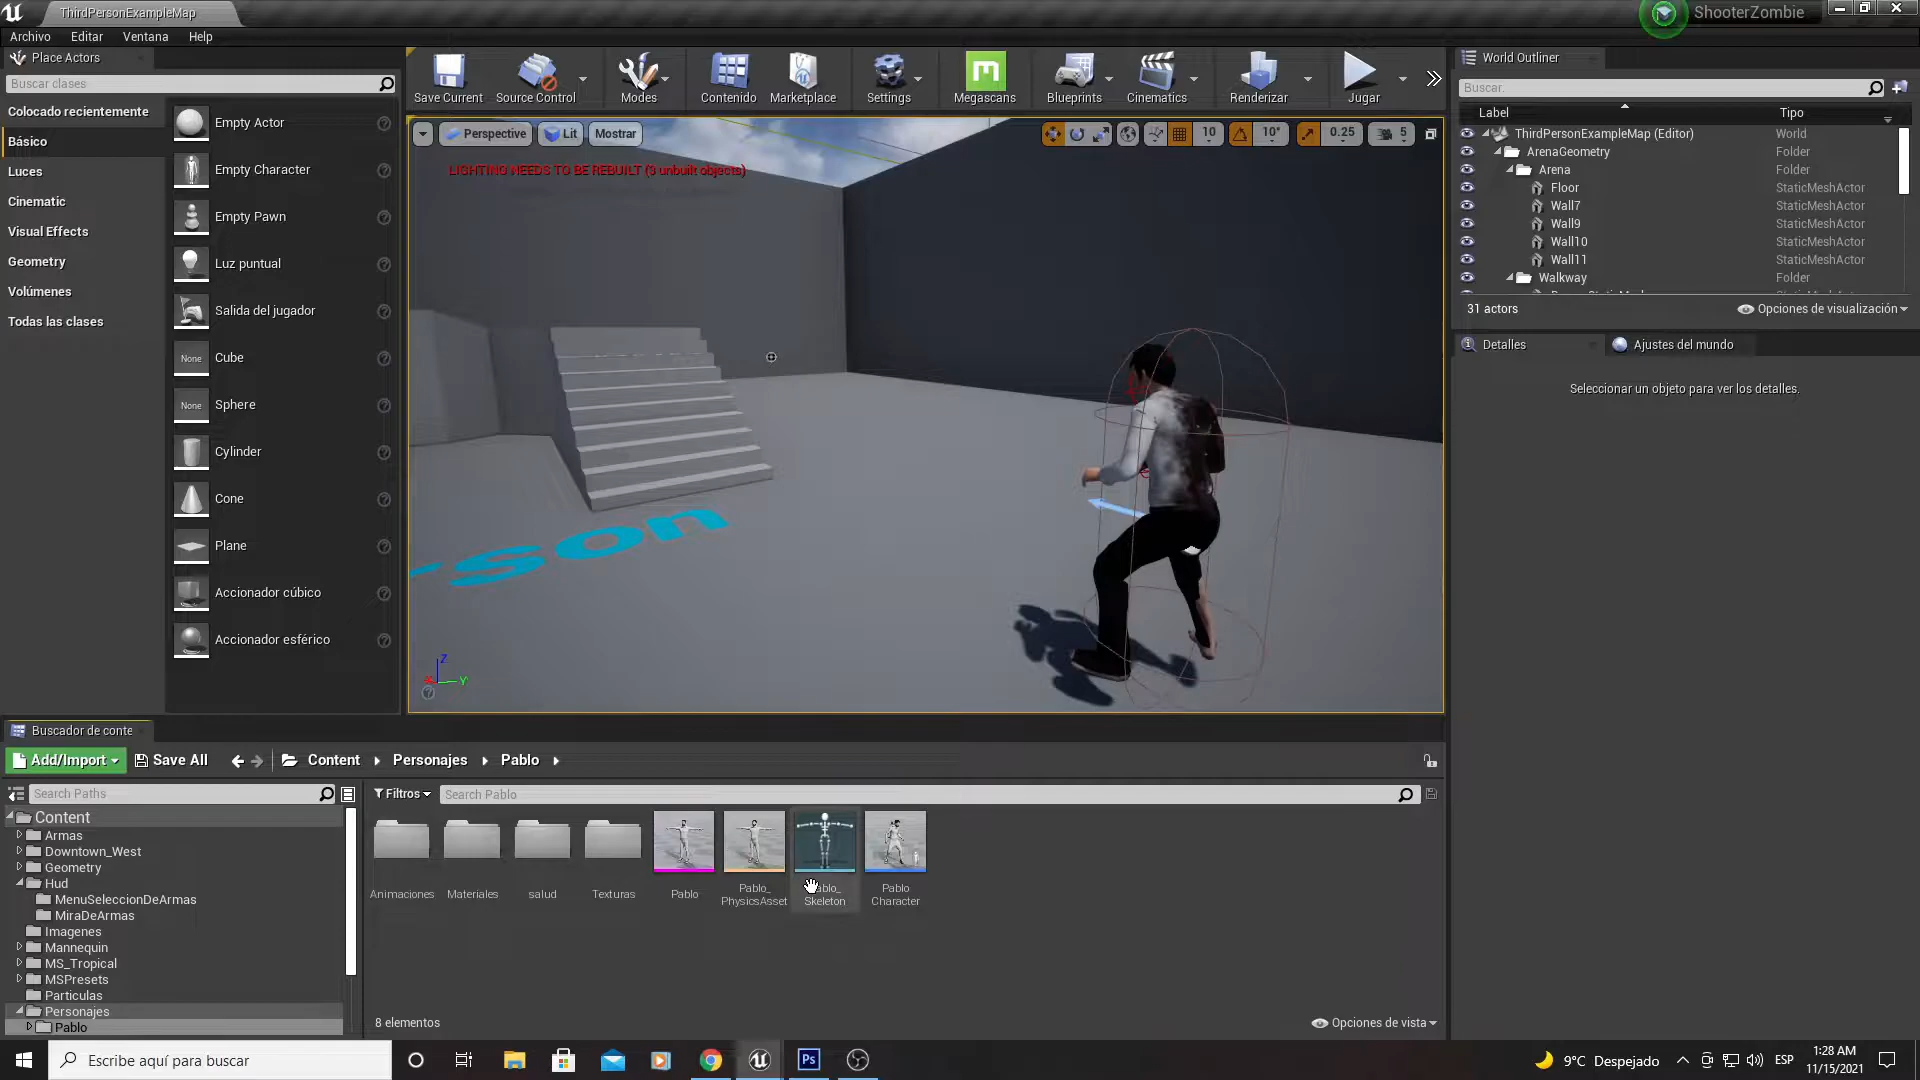 ThirdPersonExampleMap
ShooterZombie
Archivo Editar Ventana Help
Place Actors
Buscar clases
Colocado recientemente
Básico
Luces
Cinematic
Visual Effects
Geometry
Volúmenes
Todas las clases
Empty Actor
Empty Character
Empty Pawn
Luz puntual
Salida del jugador
None Cube
None Sphere
Cylinder
Cone
Plane
Accionador cúbico
Accionador esférico
Save Current Source Control Modes Contenido Marketplace Settings Megascans Blueprints Cinematics Renderizar Jugar
Perspective Lit Mostrar 10 10° 0.25 5
LIGHTING NEEDS TO BE REBUILT (3 unbuilt objects)
rson
Z
X Y
World Outliner
Buscar.
Label Tipo
ThirdPersonExampleMap (Editor) World
ArenaGeometry Folder
Arena Folder
Floor StaticMeshActor
Wall7 StaticMeshActor
Wall9 StaticMeshActor
Wall10 StaticMeshActor
Wall11 StaticMeshActor
Walkway Folder
31 actors Opciones de visualización
Detalles Ajustes del mundo
Seleccionar un objeto para ver los detalles.
Buscador de conte
Add/Import Save All Content Personajes Pablo
Search Paths
Filtros Search Pablo
Content
Armas
Downtown_West
Geometry
Hud
MenuSeleccionDeArmas
MiraDeArmas
Imagenes
Mannequin
MS_Tropical
MSPresets
Particulas
Personajes
Pablo
Animaciones
Materiales
salud
Texturas
Pablo
Pablo_
PhysicsAsset
Pablo_
Skeleton
Pablo
Character
8 elementos Opciones de vista
Escribe aquí para buscar
Ps
9°C Despejado
ESP
1:28 AM
11/15/2021